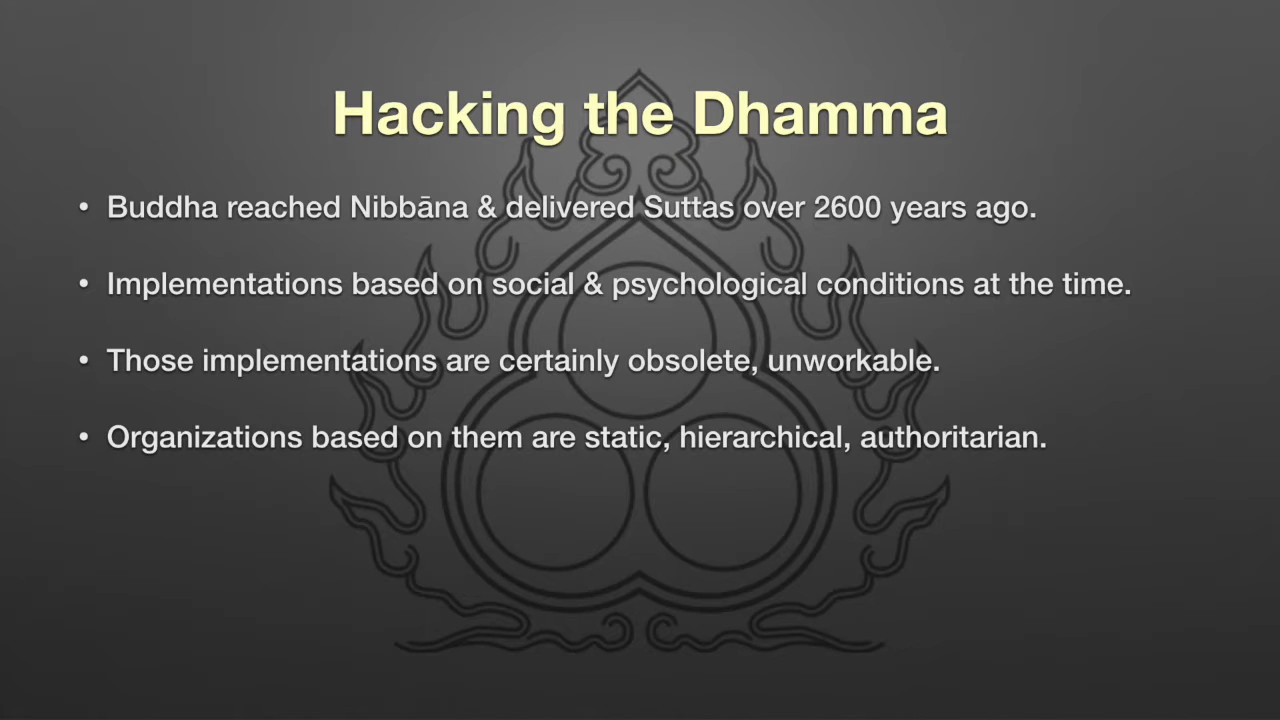 Hacking the Dhamma
• Buddha reached Nibbāna & delivered Suttas over 2600 years ago.
• Implementations based on social & psychological conditions at the time.
• Those implementations are certainly obsolete, unworkable.
• Organizations based on them are static, hierarchical, authoritarian.